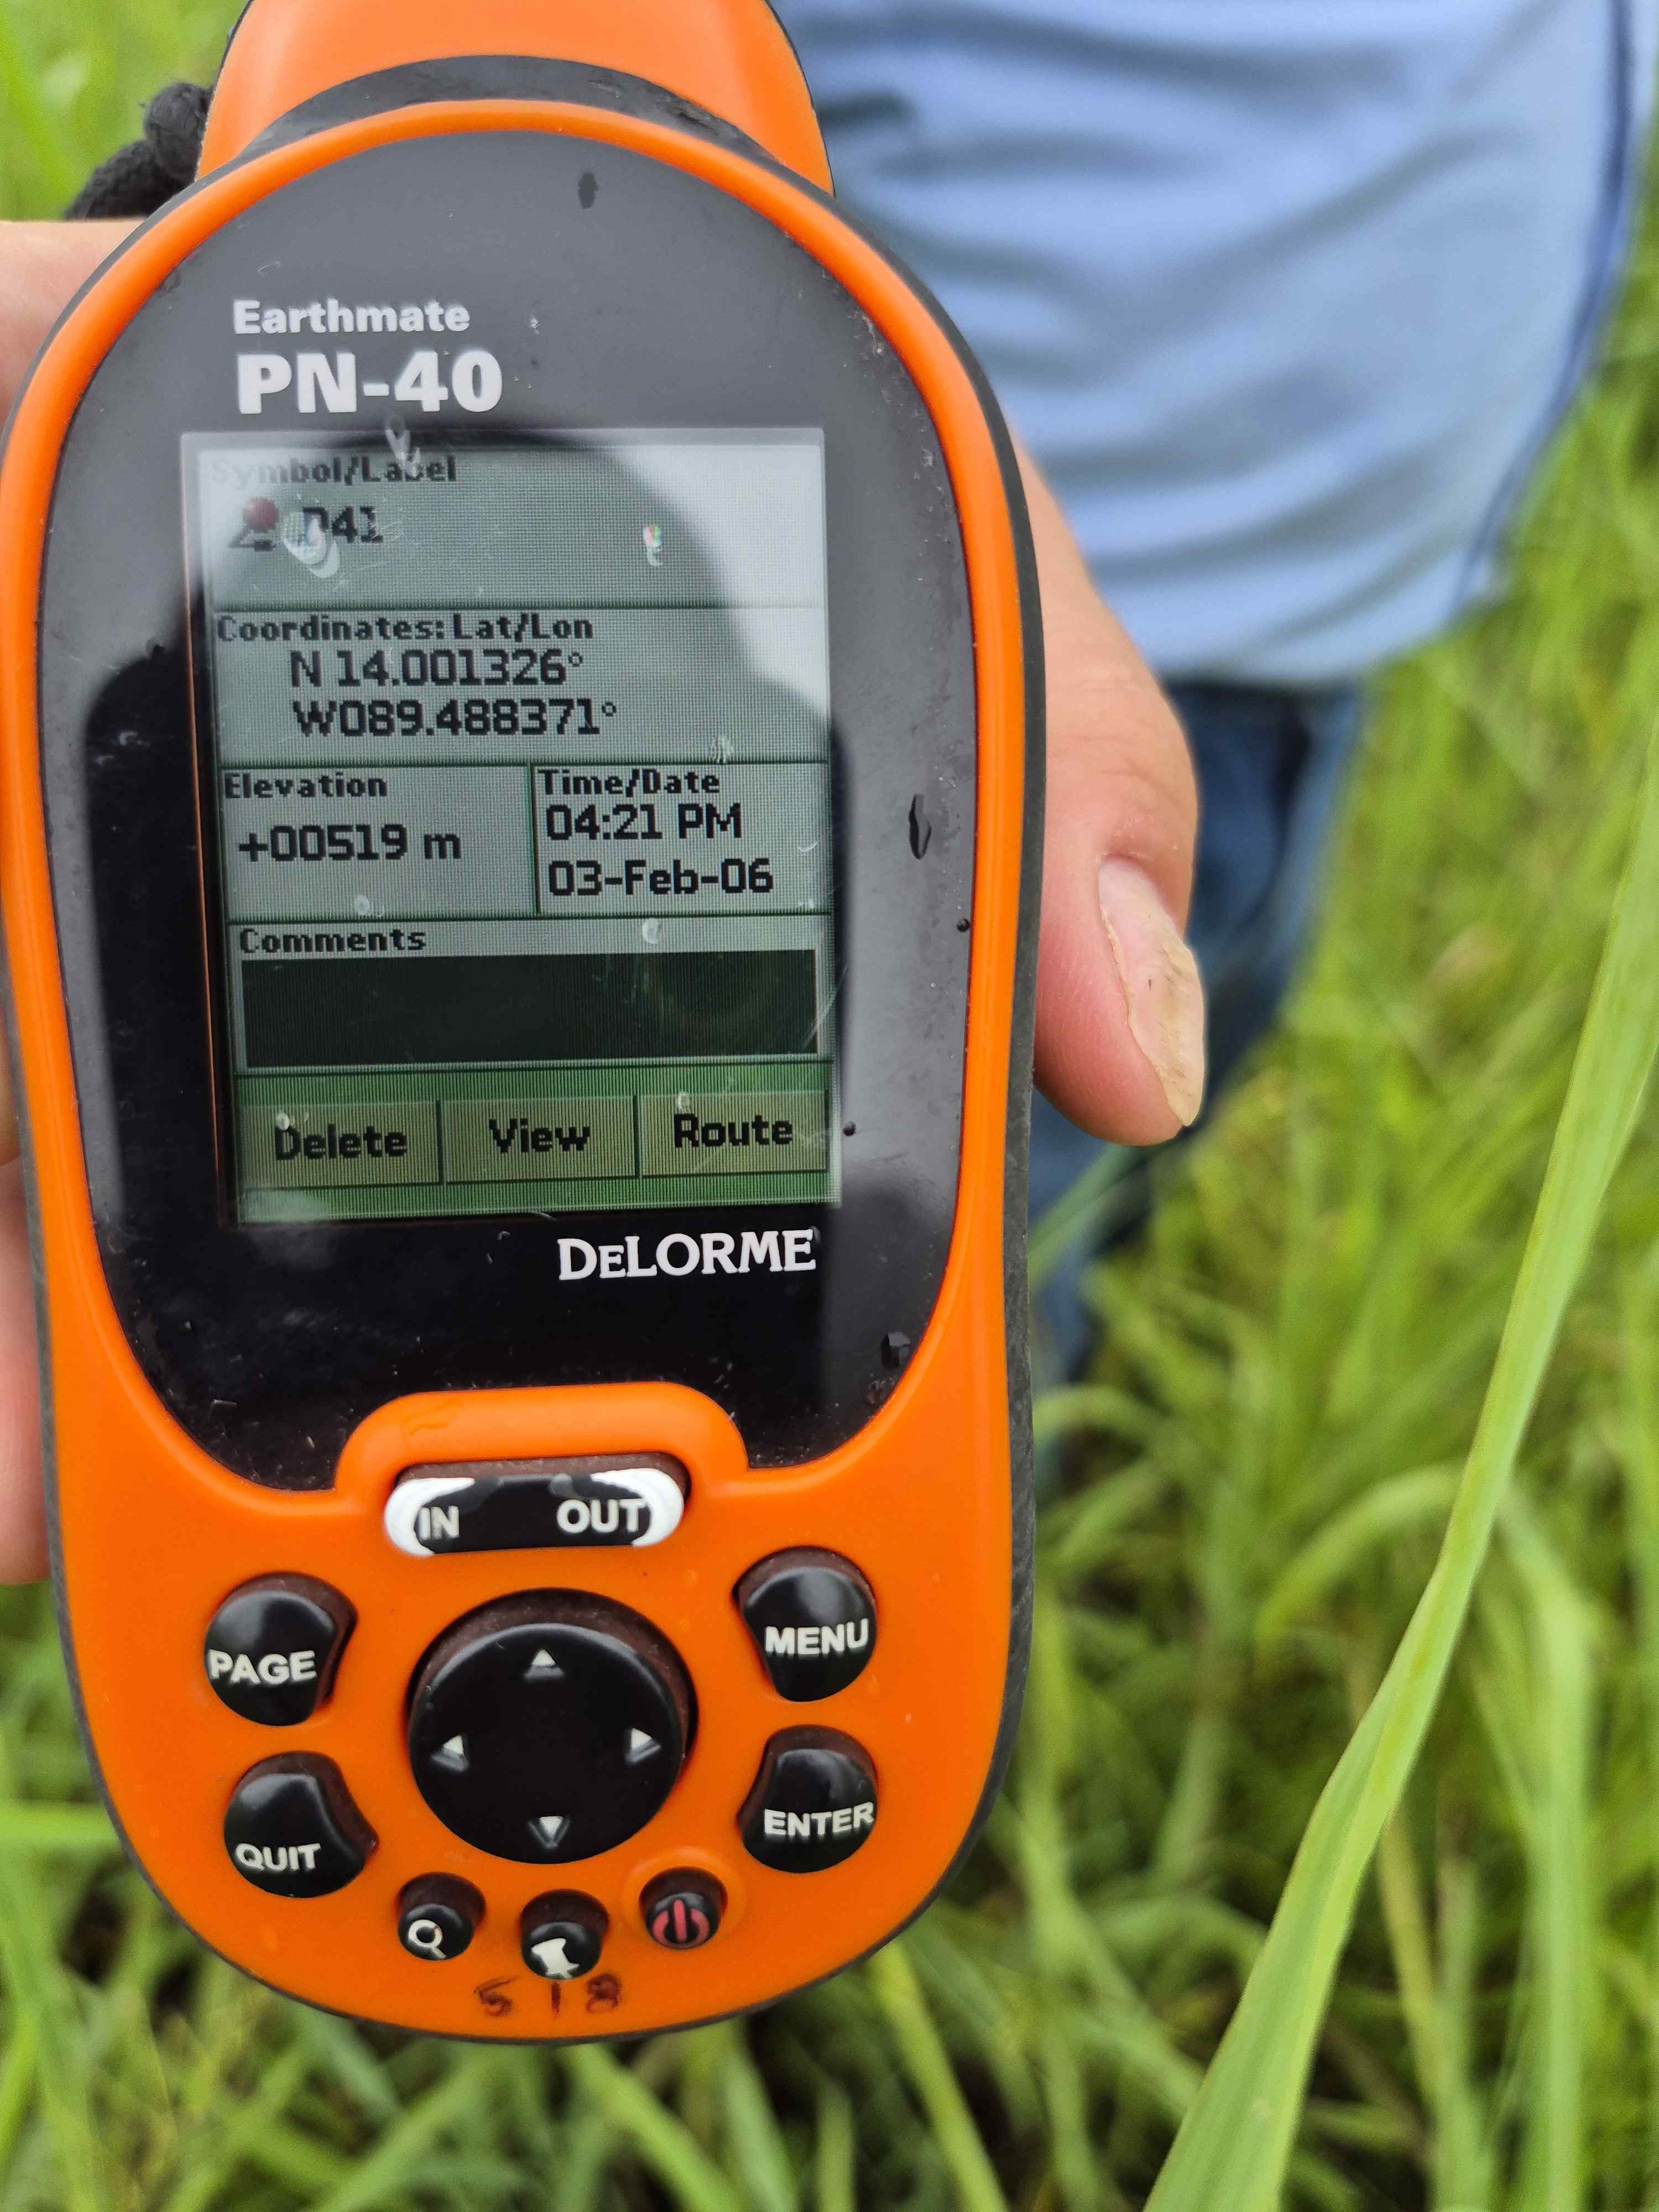 Earthmate
PN-40
Symbol/Label
041
Coordinates: Lat/Lon
N 14.001326°
W089.488371°
Elevation
+00519 m
Time/Date
04:21 PM
03-Feb-06
Comments
Delete View Route
DELORME
IN OUT
PAGE
MENU
QUIT
ENTER
518